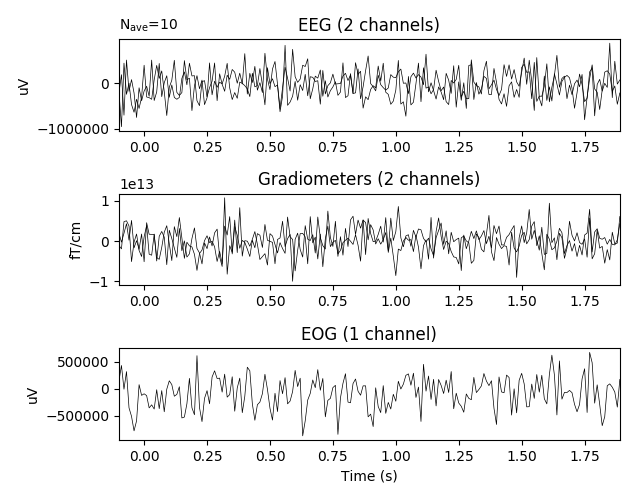 N_ave=10
EEG (2 channels)
uV
0
−1000000
0.00 0.25 0.50 0.75 1.00 1.25 1.50 1.75
1e13
Gradiometers (2 channels)
fT/cm
1
0
−1
0.00 0.25 0.50 0.75 1.00 1.25 1.50 1.75
EOG (1 channel)
uV
500000
0
−500000
0.00 0.25 0.50 0.75 1.00 1.25 1.50 1.75
Time (s)